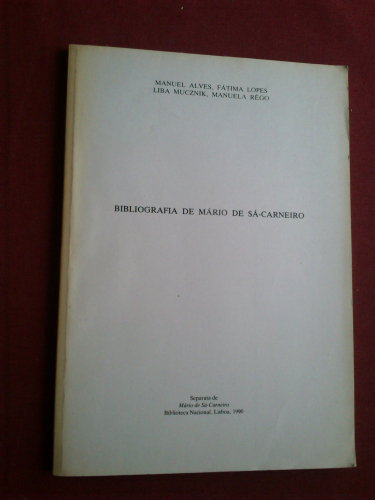 MANUEL ALVES, FÁTIMA LOPES
LIBA MUCZNIK, MANUELA RÊGO
BIBLIOGRAFIA DE MÁRIO DE SÁ-CARNEIRO
Separata de
Mário de Sá-Carneiro
Biblioteca Nacional, Lisboa, 1990